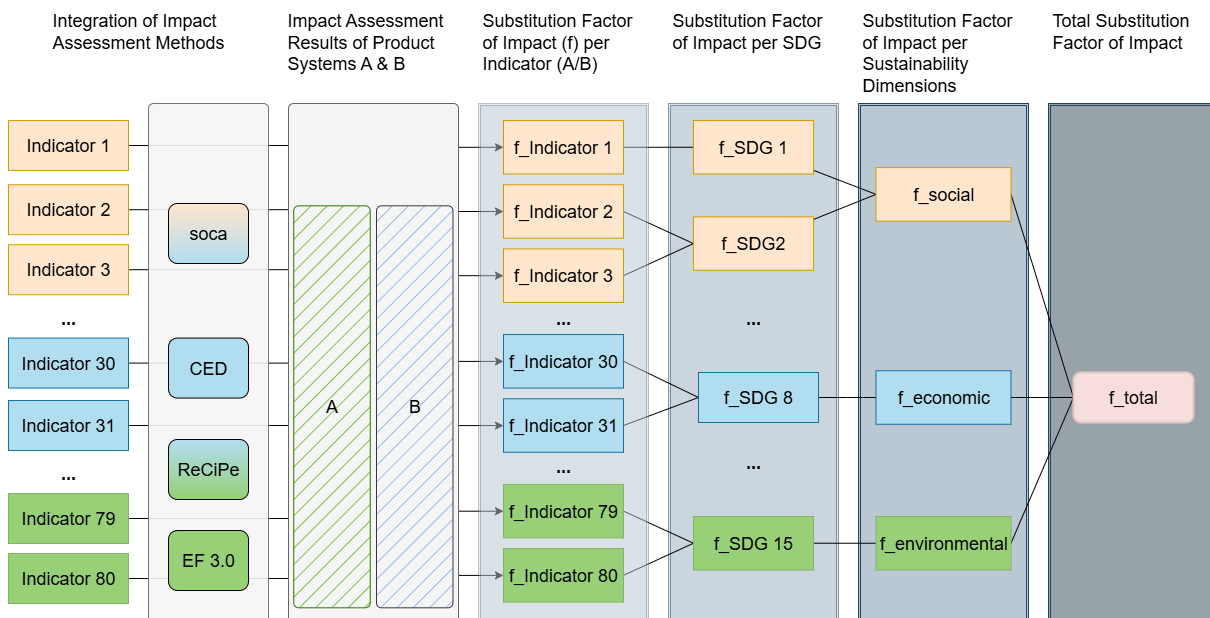 Integration of Impact
Assessment Methods
Impact Assessment
Results of Product
Systems A & B
Substitution Factor
of Impact (f) per
Indicator (A/B)
Substitution Factor
of Impact per SDG
Substitution Factor
of Impact per
Sustainability
Dimensions
Total Substitution
Factor of Impact
Indicator 1
Indicator 2
Indicator 3
...
Indicator 30
Indicator 31
...
Indicator 79
Indicator 80
soca
CED
ReCiPe
EF 3.0
A
B
f_Indicator 1
f_Indicator 2
f_Indicator 3
...
f_Indicator 30
f_Indicator 31
...
f_Indicator 79
f_Indicator 80
f_SDG 1
f_SDG2
...
f_SDG 8
...
f_SDG 15
f_social
f_economic
f_environmental
f_total